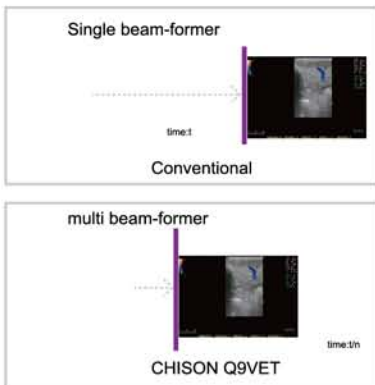 Single beam-former
time:t
Conventional
multi beam-former
time:t/n
CHISON Q9VET